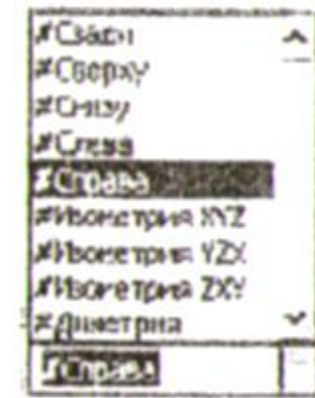 #Сзади
#Сверху
#Снизу
#Слева
#Справа
#Изометрия XYZ
#Изометрия YZX
#Изометрия ZXY
#Диметрия
#Справа